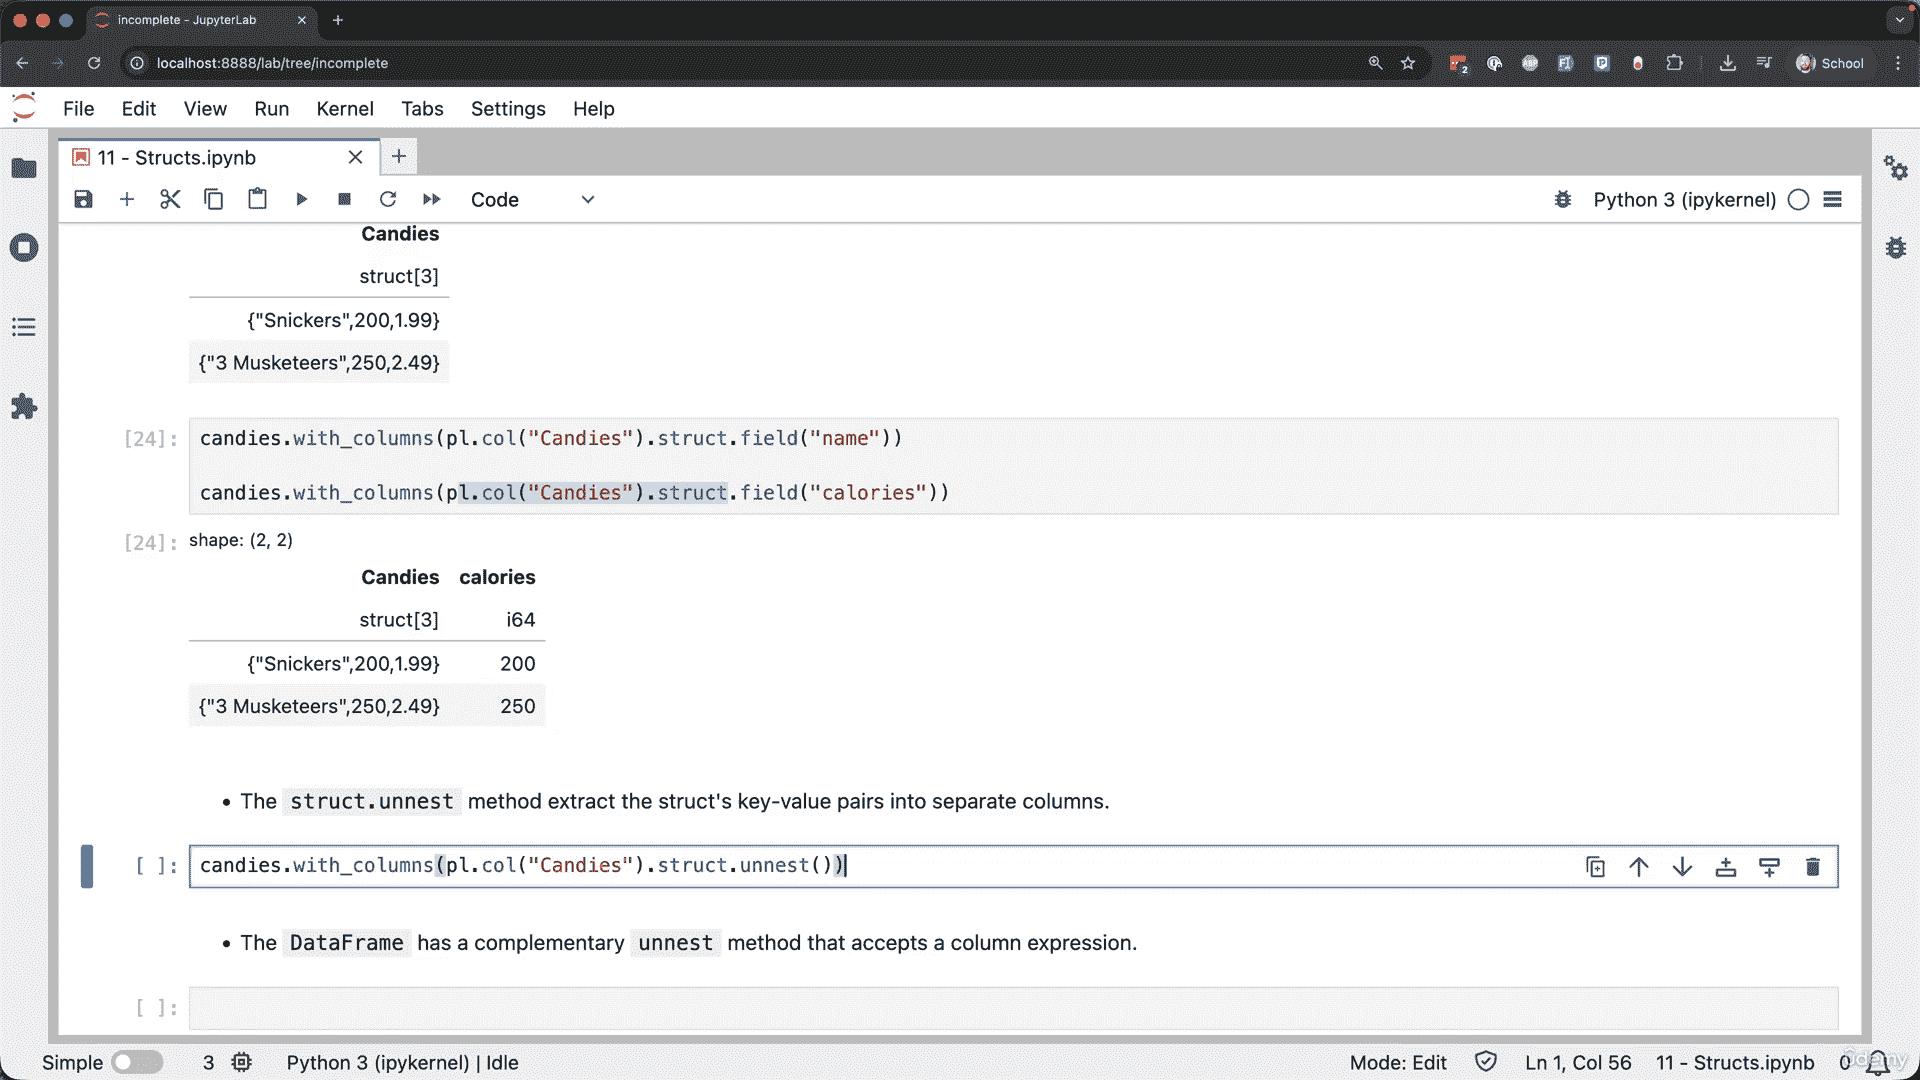 incomplete - JupyterLab
localhost:8888/lab/tree/incomplete
2
ABP
School
File Edit View Run Kernel Tabs Settings Help
11 - Structs.ipynb
Code
Python 3 (ipykernel)
Candies
struct[3]
{"Snickers",200,1.99}
{"3 Musketeers",250,2.49}
[24]: candies.with_columns(pl.col("Candies").struct.field("name"))
candies.with_columns(pl.col("Candies").struct.field("calories"))
[24]: shape: (2, 2)
Candies calories
struct[3] i64
{"Snickers",200,1.99} 200
{"3 Musketeers",250,2.49} 250
• The struct.unnest method extract the struct's key-value pairs into separate columns.
[ ]: candies.with_columns(pl.col("Candies").struct.unnest())
• The DataFrame has a complementary unnest method that accepts a column expression.
[ ]:
Simple 3 Python 3 (ipykernel) | Idle Mode: Edit Ln 1, Col 56 11 - Structs.ipynb 0
udemy